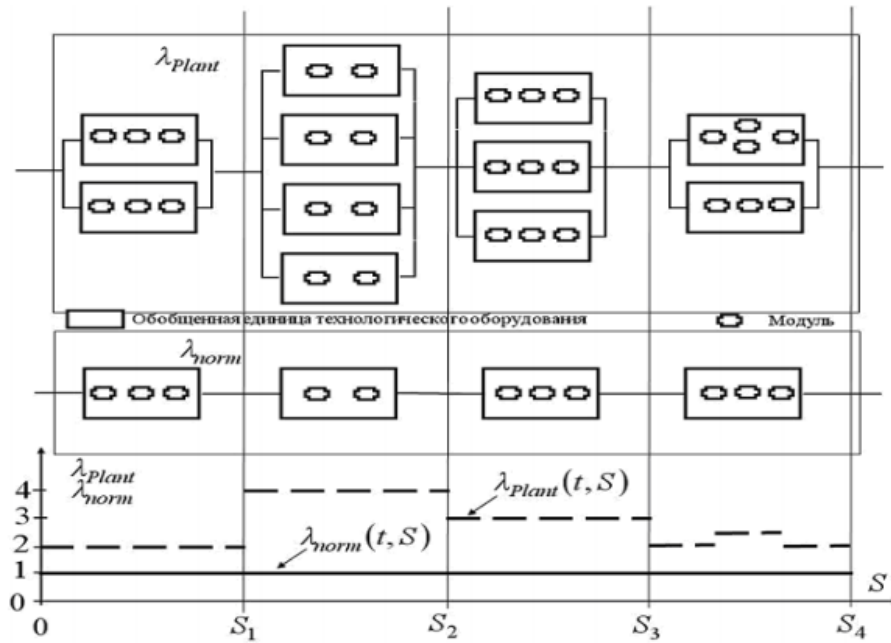 λPlant
Обобщенная единица технологического оборудования Модуль
λnorm
λPlant
λnorm
4
λPlant(t, S)
3
λnorm(t, S)
2
1
S
0 0 S1 S2 S3 S4